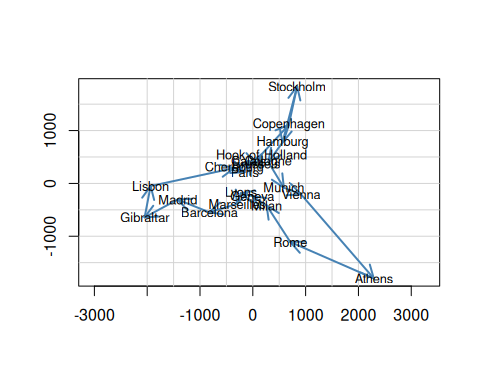 Stockholm
Copenhagen
Hamburg
Hook of Holland
Cherbourg
Paris
Lisbon
Munich
Vienna
Madrid
Lyons
Geneva
Marseilles
Milan
Gibraltar
Barcelona
Rome
Athens
-3000
-1000
0
1000
2000
3000
-1000
0
1000